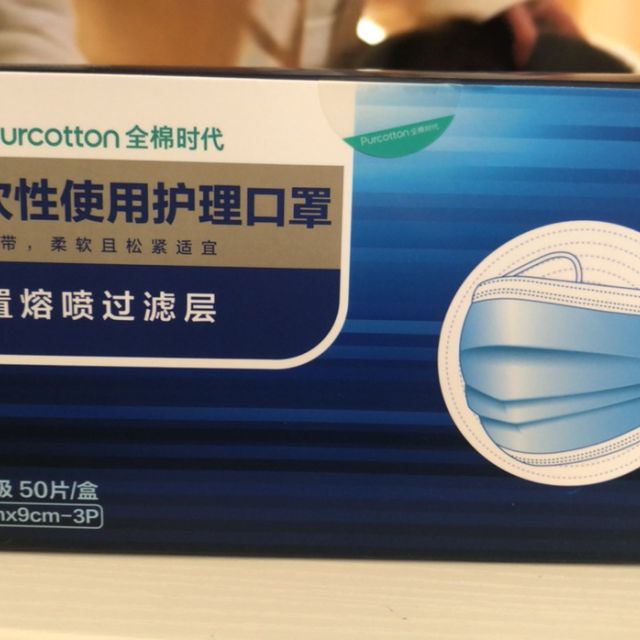 Purcotton 全棉时代
Purcotton 全棉时代
次性使用护理口罩
带，柔软且松紧适宜
置熔喷过滤层
级 50片/盒
x9cm-3P